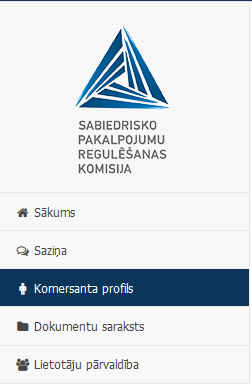 SABIEDRISKO
PAKALPOJUMU
REGULĒŠANAS
KOMISIJA
Sākums
Saziņa
Komersanta profils
Dokumentu saraksts
Lietotāju pārvaldība